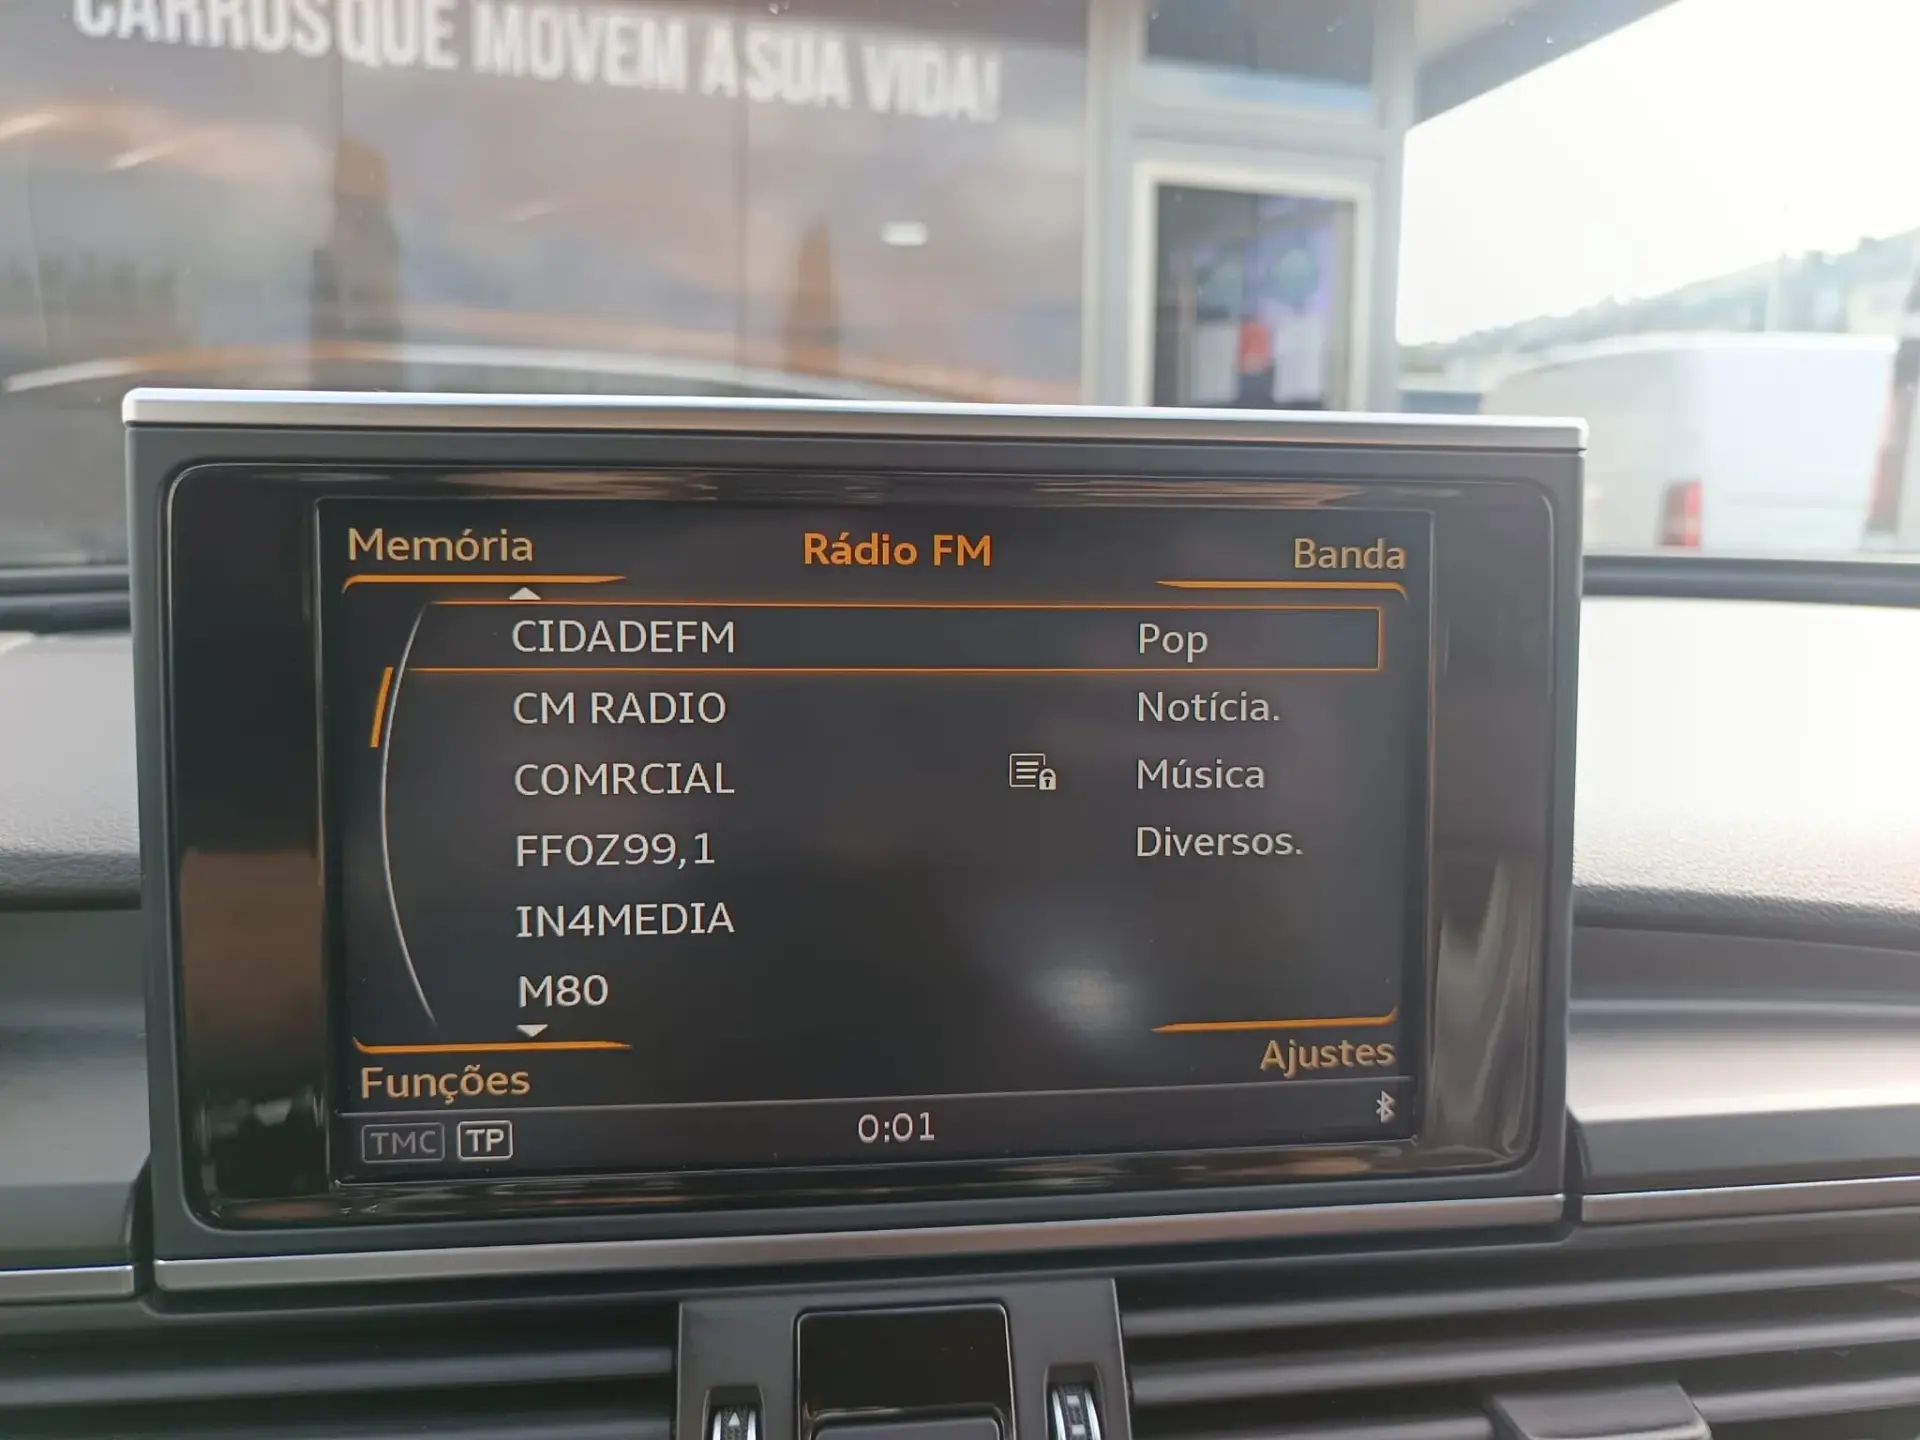 CARROS QUE MOVEM A SUA VIDA!
Memória Rádio FM Banda
CIDADEFM Pop
CM RADIO Notícia.
COMRCIAL Música
FFOZ99,1 Diversos.
IN4MEDIA
M80
Funções Ajustes
TMC TP 0:01